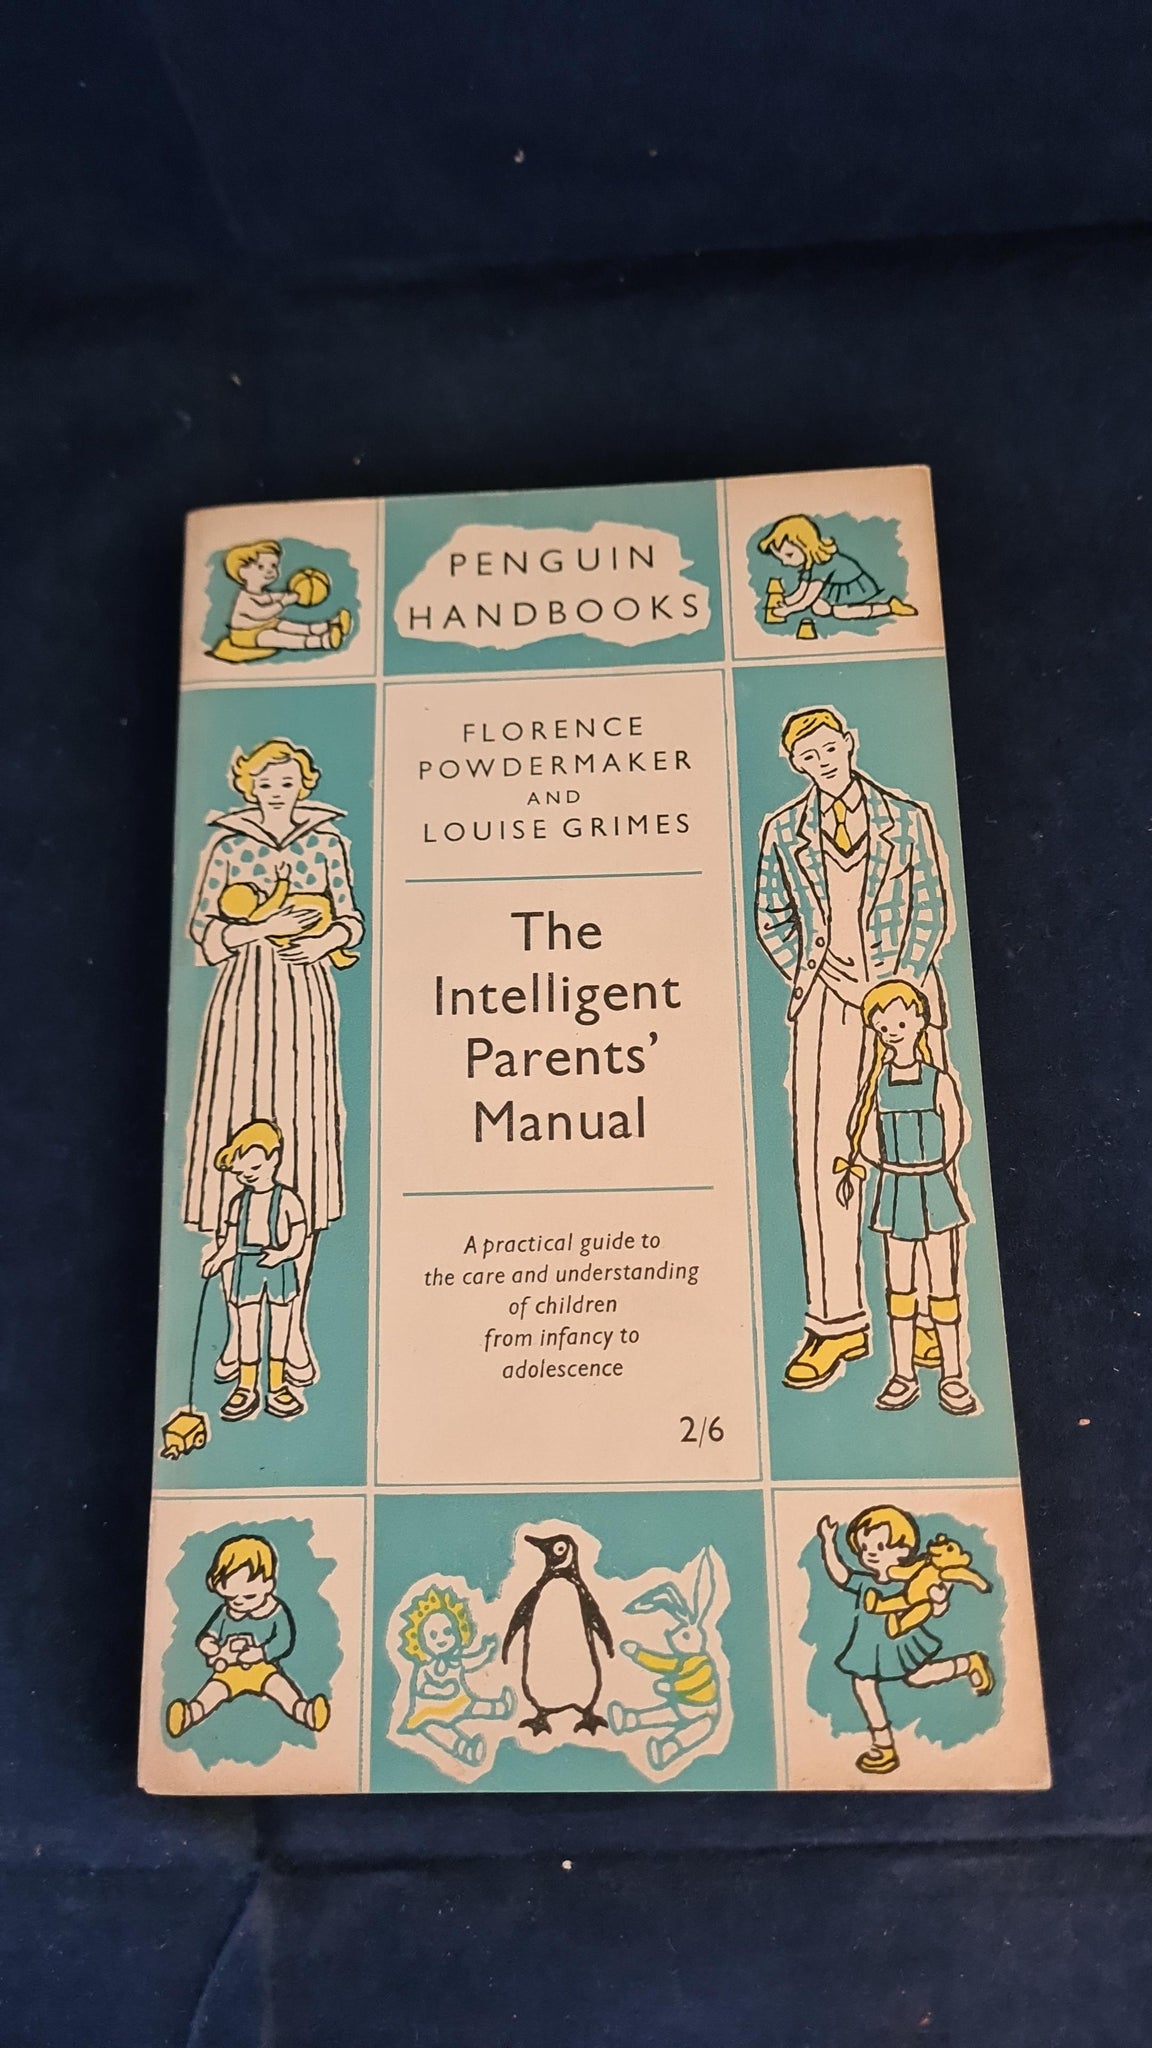 PENGUIN
HANDBOOKS
FLORENCE
POWDERMAKER
AND
LOUISE GRIMES
The
Intelligent
Parents'
Manual
A practical guide to
the care and understanding
of children
from infancy to
adolescence
2/6